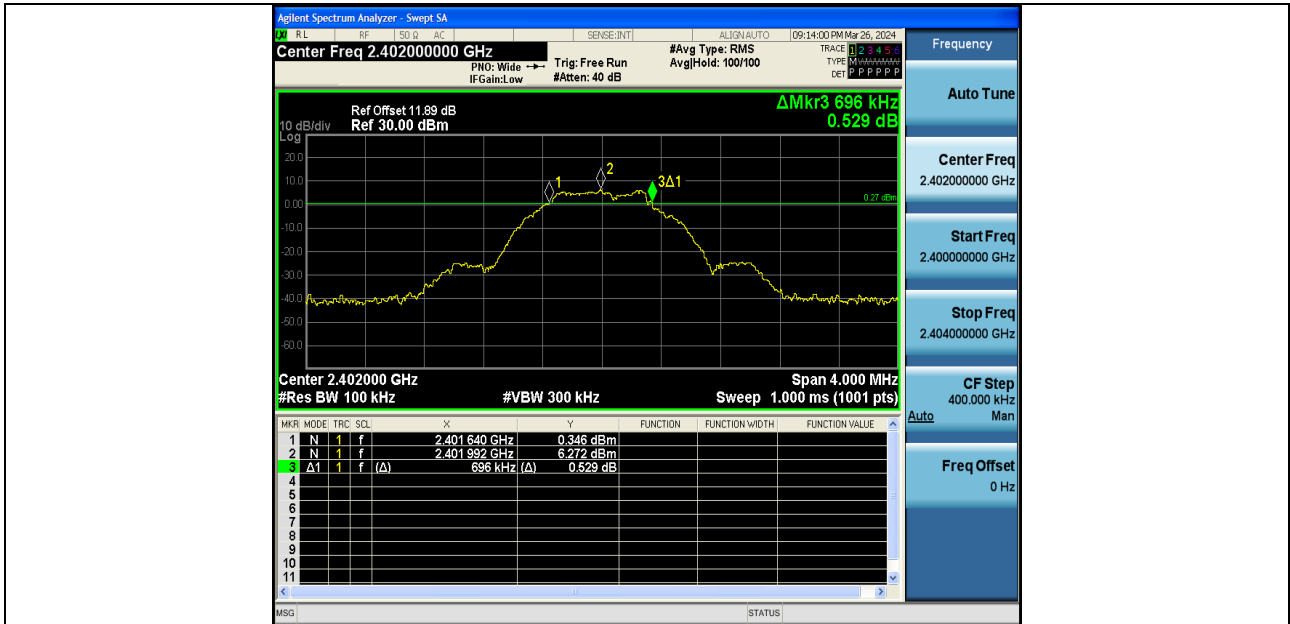 Agilent Spectrum Analyzer - Swept SA
LXI RL RF 50 Ω AC SENSE:INT ALIGN AUTO 09:14:00 PM Mar 26, 2024
Center Freq 2.402000000 GHz
PNO: Wide
IFGain:Low
Trig: Free Run
#Atten: 40 dB
#Avg Type: RMS
Avg|Hold: 100/100
TRACE 1 2 3 4 5 6
TYPE M
DET P P P P P P
ΔMkr3 696 kHz
0.529 dB
Ref Offset 11.89 dB
10 dB/div Ref 30.00 dBm
Log
20.0
10.0
0.00
-10.0
-20.0
-30.0
-40.0
-50.0
-60.0
1
2
3Δ1
0.27 dBm
Center 2.402000 GHz Span 4.000 MHz
#Res BW 100 kHz #VBW 300 kHz Sweep 1.000 ms (1001 pts)
MKR MODE TRC SCL X Y FUNCTION FUNCTION WIDTH FUNCTION VALUE
1 N 1 f 2.401 640 GHz 0.346 dBm
2 N 1 f 2.401 992 GHz 6.272 dBm
3 Δ1 1 f (Δ) 696 kHz (Δ) 0.529 dB
4
5
6
7
8
9
10
11
MSG STATUS
Frequency
Auto Tune
Center Freq
2.402000000 GHz
Start Freq
2.400000000 GHz
Stop Freq
2.404000000 GHz
CF Step
400.000 kHz
Auto Man
Freq Offset
0 Hz